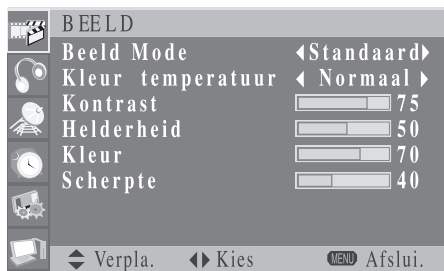 BEELD
Beeld Mode Standaard
Kleur temperatuur Normaal
Kontrast 75
Helderheid 50
Kleur 70
Scherpte 40
Verpla. Kies MENU Afslui.